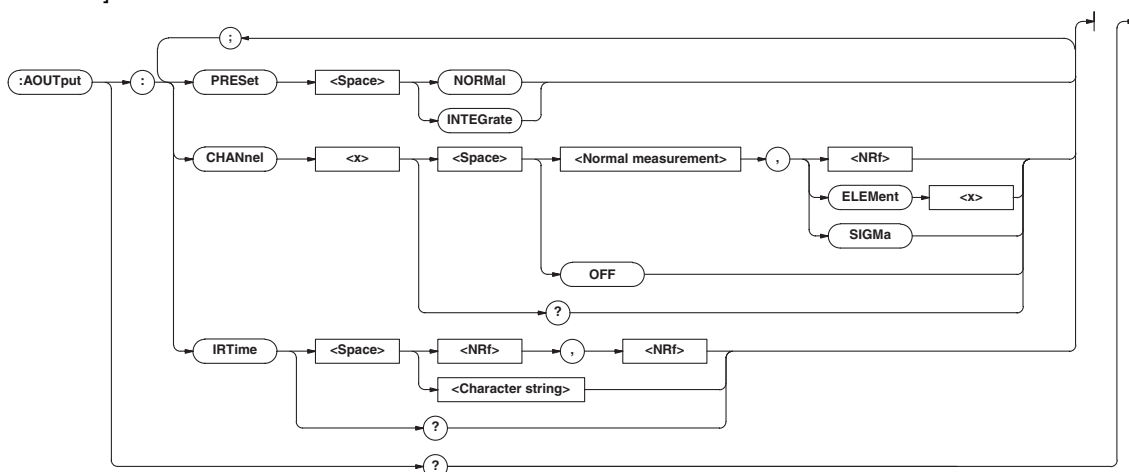 ]
;
:AOUTput : PRESet <Space> NORMal
INTEGrate
CHANnel <x> <Space> <Normal measurement> , <NRf>
ELEMent <x>
SIGMa
OFF
?
IRTime <Space> <NRf> , <NRf>
<Character string>
?
?